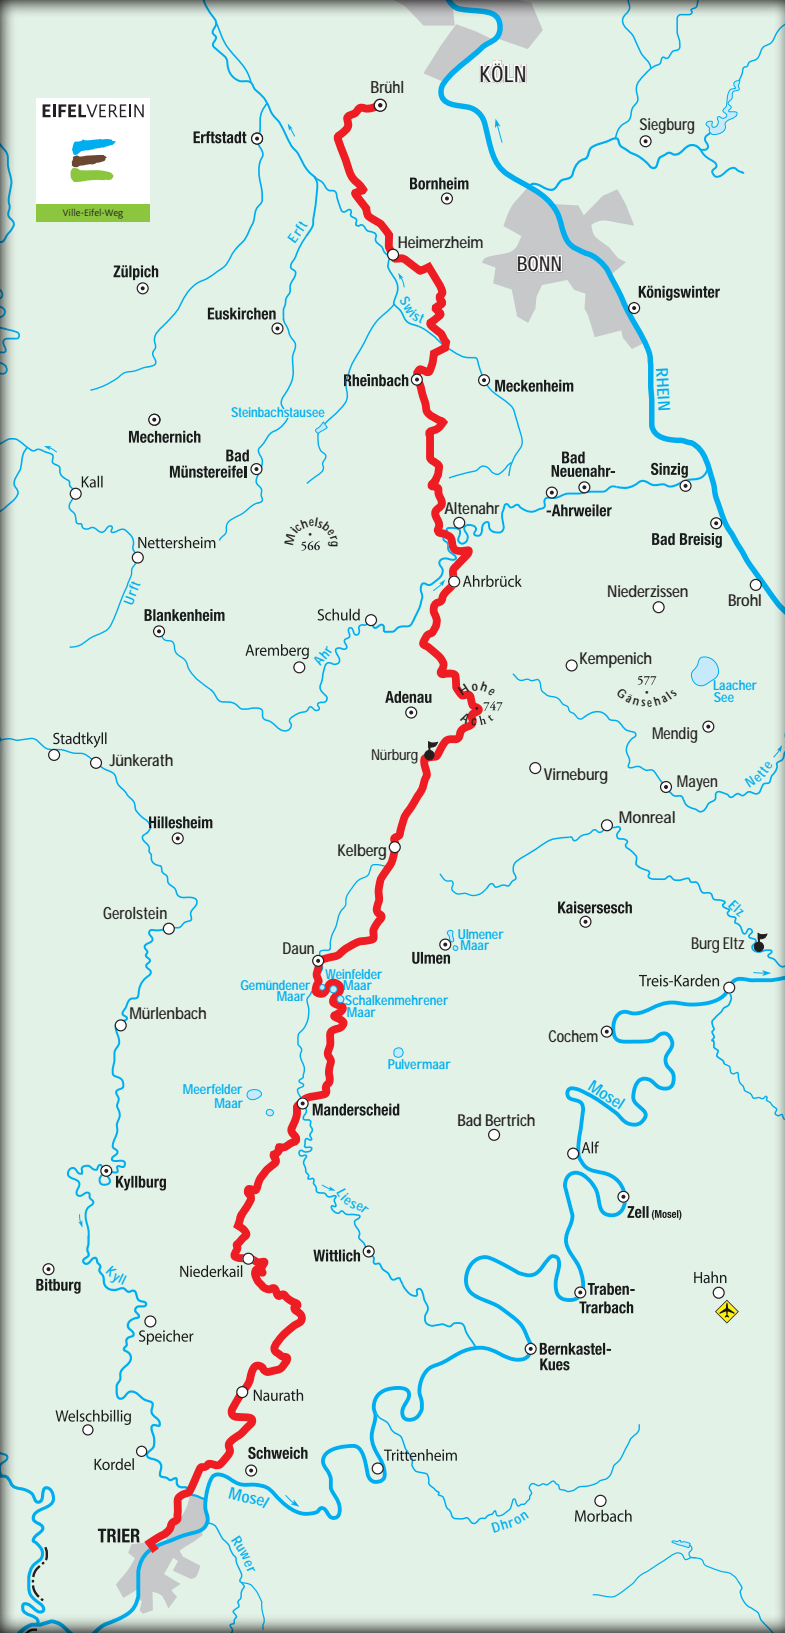 KÖLN
Brühl
EIFELVEREIN
Ville-Eifel-Weg
Erftstadt
Siegburg
Bornheim
Erft
Heimerzheim
BONN
Zülpich
Königswinter
Euskirchen
Swist
RHEIN
Rheinbach
Meckenheim
Steinbachstausee
Mechernich
Bad
Münstereifel
Bad
Neuenahr-
-Ahrweiler
Sinzig
Kall
Altenahr
Michelsberg
566
Bad Breisig
Nettersheim
Urft
Ahrbrück
Niederzissen
Brohl
Blankenheim
Schuld
Ahr
Aremberg
Kempenich
577
Gänsehals
Laacher
See
Hohe
747
Acht
Adenau
Mendig
Stadtkyll
Jünkerath
Nürburg
Virneburg
Mayen
Nette
Hillesheim
Monreal
Kelberg
Gerolstein
Kaisersesch
Elz
Daun
Ulmen
Ulmener
Maar
Burg Eltz
Weinfelder
Maar
Gemündener
Maar
Schalkenmehrener
Maar
Treis-Karden
Mürlenbach
Cochem
Pulvermaar
Meerfelder
Maar
Manderscheid
Mosel
Bad Bertrich
Alf
Kyllburg
Lieser
Zell (Mosel)
Wittlich
Kyll
Niederkail
Bitburg
Hahn
Traben-
Trarbach
Speicher
Bernkastel-
Kues
Naurath
Welschbillig
Kordel
Schweich
Trittenheim
Mosel
Dhron
Morbach
TRIER
Ruwer